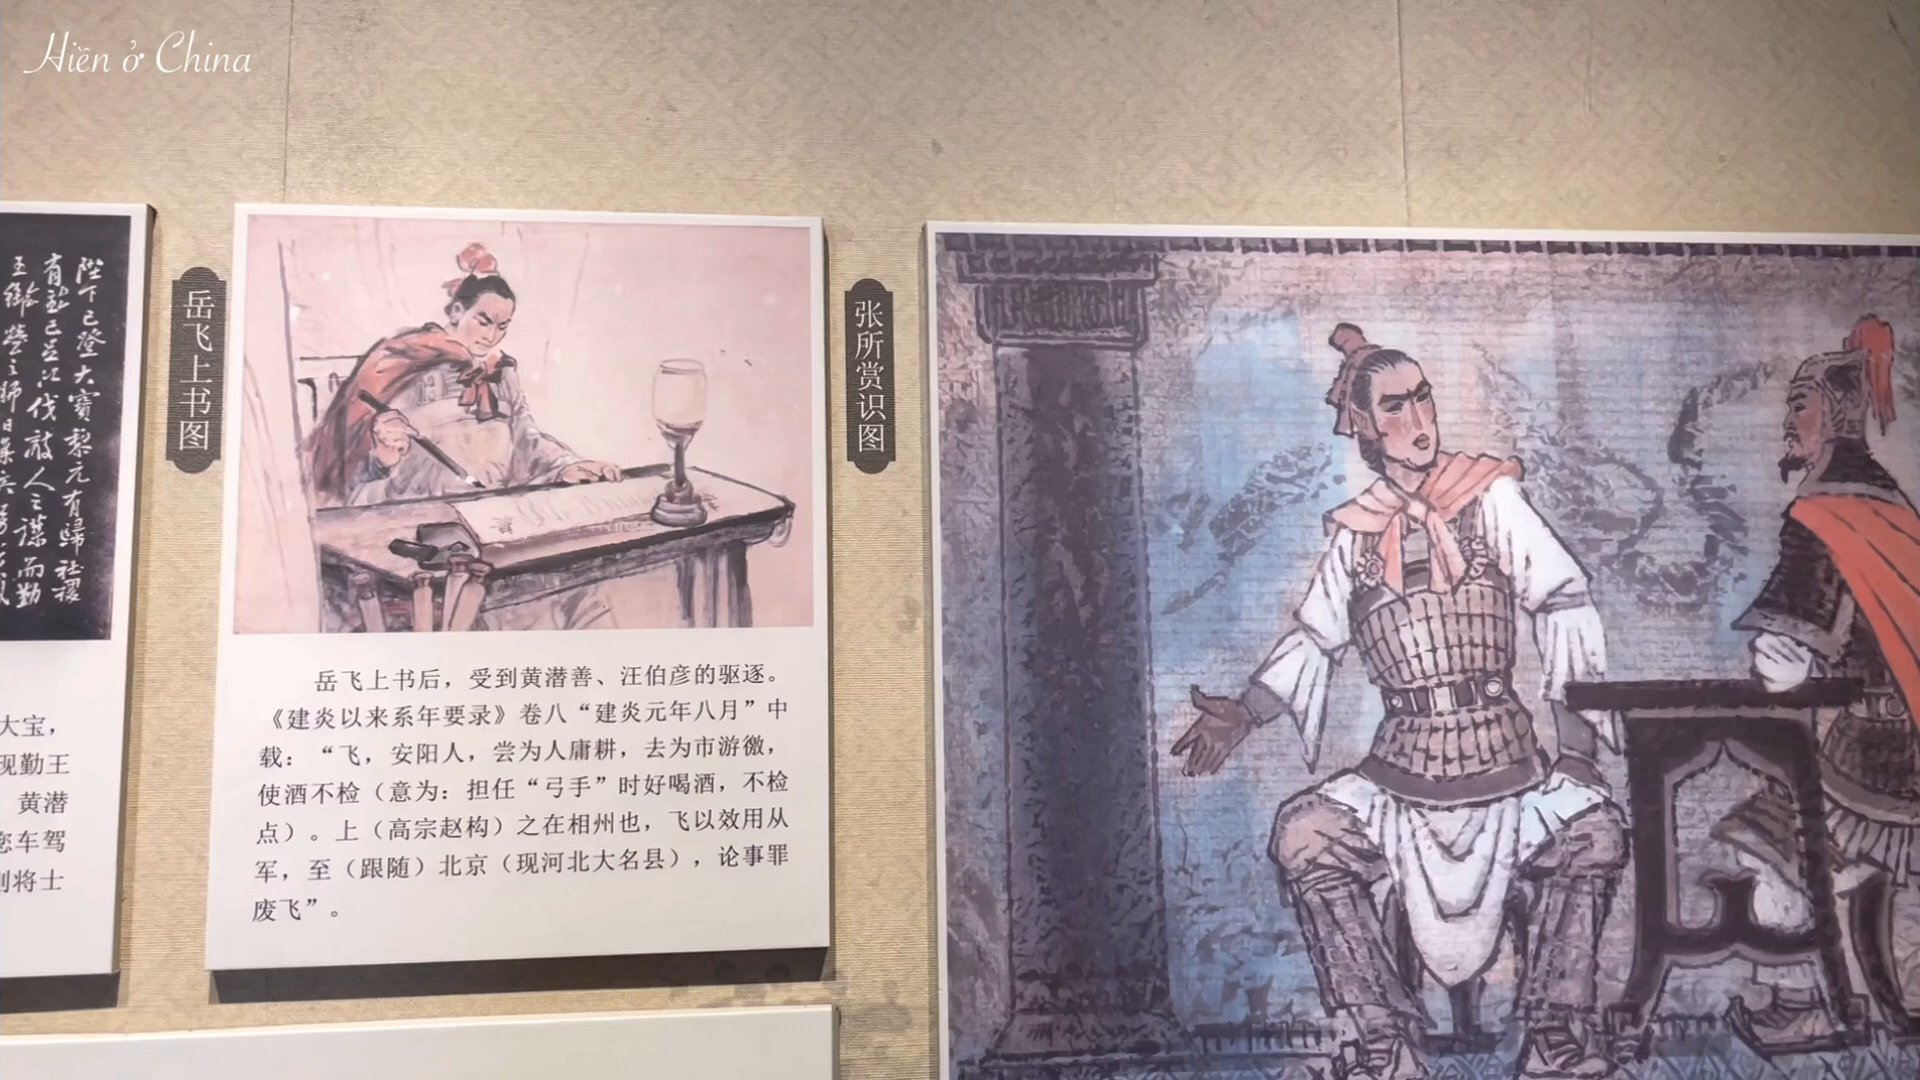 Hiền ở China
陛下已登大寶黎元有歸社稷
有
伐敵人之謀而勤
王
大宝，
现勤王
黄潜
您车驾
将士
岳飞上书图
岳飞上书后，受到黄潜善、汪伯彦的驱逐。
《建炎以来系年要录》卷八“建炎元年八月”中
载：“飞，安阳人，尝为人庸耕，去为市游徼，
使酒不检（意为：担任“弓手”时好喝酒，不检
点）。上（高宗赵构）之在相州也，飞以效用从
军，至（跟随）北京（现河北大名县），论事罪
废飞”。
张所赏识图